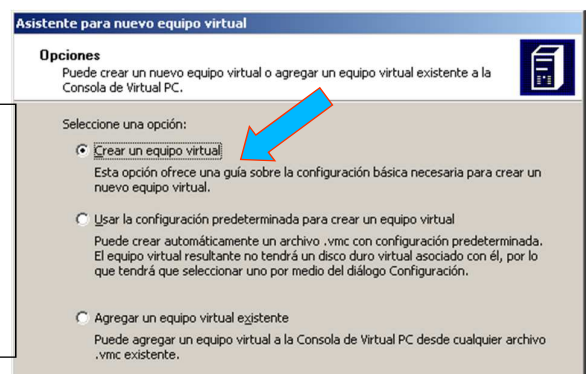 Asistente para nuevo equipo virtual
Opciones
Puede crear un nuevo equipo virtual o agregar un equipo virtual existente a la
Consola de Virtual PC.
Seleccione una opción:
Crear un equipo virtual
Esta opción ofrece una guía sobre la configuración básica necesaria para crear un
nuevo equipo virtual.
Usar la configuración predeterminada para crear un equipo virtual
Puede crear automáticamente un archivo .vmc con configuración predeterminada.
El equipo virtual resultante no tendrá un disco duro virtual asociado con él, por lo
que tendrá que seleccionar uno por medio del diálogo Configuración.
Agregar un equipo virtual existente
Puede agregar un equipo virtual a la Consola de Virtual PC desde cualquier archivo
.vmc existente.